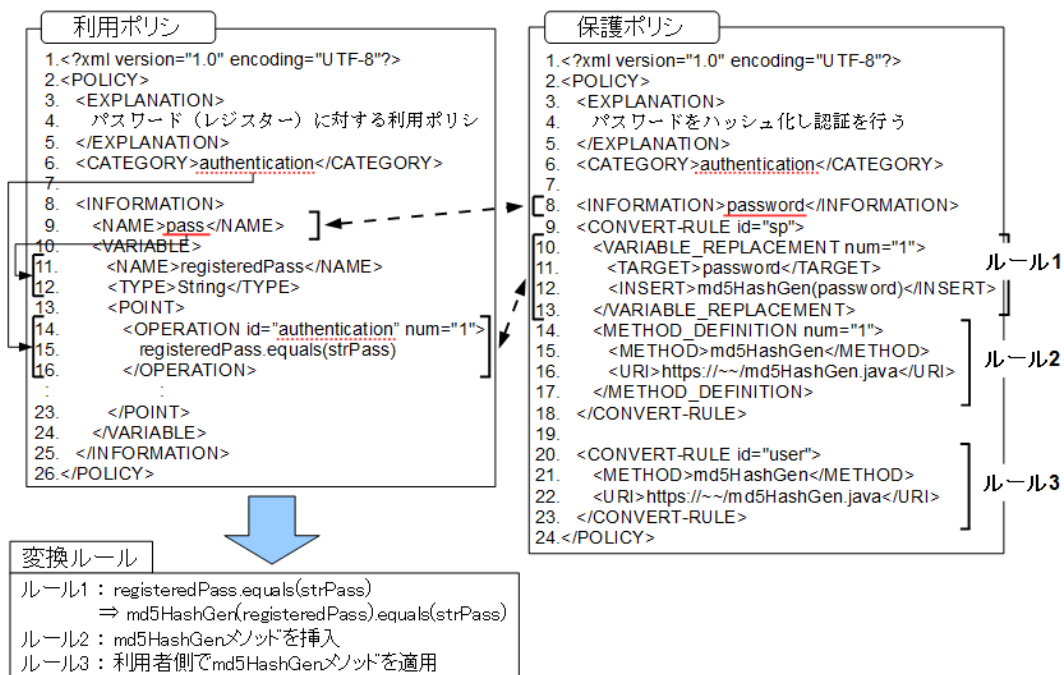 利用ポリシ
1.<?xml version="1.0" encoding="UTF-8"?>
2.<POLICY>
3. <EXPLANATION>
4. パスワード（レジスター）に対する利用ポリシ
5. </EXPLANATION>
6. <CATEGORY>authentication</CATEGORY>
7.
8. <INFORMATION>
9. <NAME>pass</NAME>
10. <VARIABLE>
11. <NAME>registeredPass</NAME>
12. <TYPE>String</TYPE>
13. <POINT>
14. <OPERATION id="authentication" num="1">
15. registeredPass.equals(strPass)
16. </OPERATION>
: :
23. </POINT>
24. </VARIABLE>
25. </INFORMATION>
26.</POLICY>
保護ポリシ
1.<?xml version="1.0" encoding="UTF-8"?>
2.<POLICY>
3. <EXPLANATION>
4. パスワードをハッシュ化し認証を行う
5. </EXPLANATION>
6. <CATEGORY>authentication</CATEGORY>
7.
8. <INFORMATION>password</INFORMATION>
9. <CONVERT-RULE id="sp">
10. <VARIABLE_REPLACEMENT num="1">
11. <TARGET>password</TARGET>
12. <INSERT>md5HashGen(password)</INSERT>
13. </VARIABLE_REPLACEMENT>
14. <METHOD_DEFINITION num="1">
15. <METHOD>md5HashGen</METHOD>
16. <URI>https://~~/md5HashGen.java</URI>
17. </METHOD_DEFINITION>
18. </CONVERT-RULE>
19.
20. <CONVERT-RULE id="user">
21. <METHOD>md5HashGen</METHOD>
22. <URI>https://~~/md5HashGen.java</URI>
23. </CONVERT-RULE>
24.</POLICY>
ルール1
ルール2
ルール3
変換ルール
ルール1：registeredPass.equals(strPass)
⇒ md5HashGen(registeredPass).equals(strPass)
ルール2：md5HashGenメソッドを挿入
ルール3：利用者側でmd5HashGenメソッドを適用